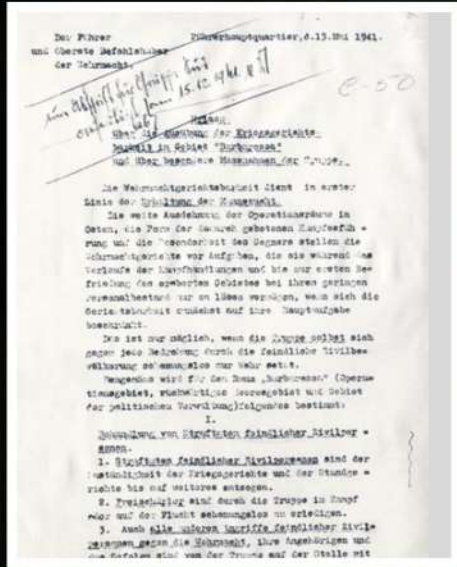 Der Führer
Führerhauptquartier, d.13.Mai 1941.
und Oberste Befehlshaber
der Wehrmacht.
15.12.1941
C-50
Erlass
über die Ausübung der Kriegsgerichts-
barkeit im Gebiet "Barbarossa"
und über besondere Massnahmen der Truppe.
Die Wehrmachtgerichtsbarkeit dient in erster
Linie der Erhaltung der Manneszucht.
Die weite Ausdehnung der Operationsräume im
Osten, die Form der dadurch gebotenen Kampfesfüh =
rung und die Besonderheit des Gegners stellen die
Wehrmachtgerichte vor Aufgaben, die sie während des
Verlaufs der Kampfhandlungen und bis zur ersten Be=
friedung des eroberten Gebietes bei ihrem geringen
Personalbestand nur zu lösen vermögen, wenn sich die
Gerichtsbarkeit zunächst auf ihre Hauptaufgabe
beschränkt.
Das ist nur möglich, wenn die Truppe selbst sich
gegen jede Bedrohung durch die feindliche Zivilbe=
völkerung schonungslos zur Wehr setzt.
Demgemäss wird für den Raum „Barbarossa" (Opera=
tionsgebiet, rückwärtiges Heeresgebiet und Gebiet
der politischen Verwaltung) folgendes bestimmt:
I.
Behandlung von Straftaten feindlicher Zivilper =
sonen.
1. Straftaten feindlicher Zivilpersonen sind der
Zuständigkeit der Kriegsgerichte und der Standge =
richte bis auf weiteres entzogen.
2. Freischärler sind durch die Truppe im Kampf
oder auf der Flucht schonungslos zu erledigen.
3. Auch alle anderen Angriffe feindlicher Zivil=
personen gegen die Wehrmacht, ihre Angehörigen und
das Gefolge sind von der Truppe auf der Stelle mit